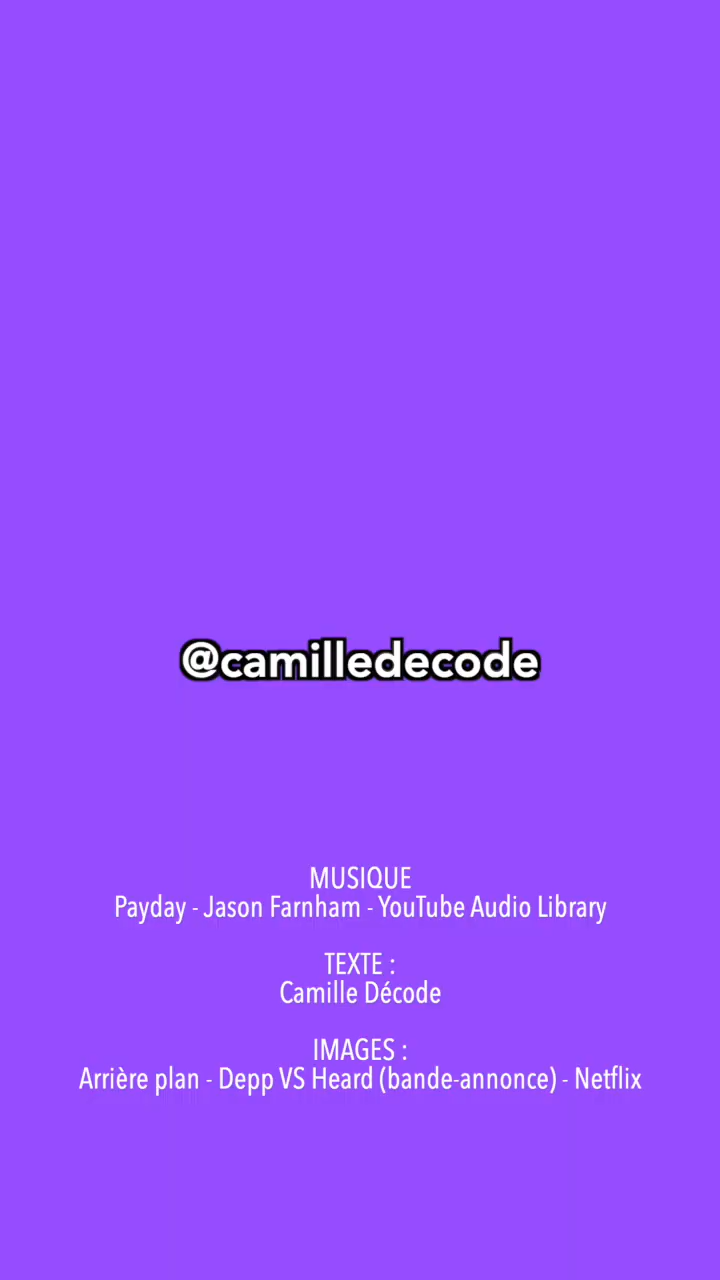 @camilledecode
MUSIQUE
Payday - Jason Farnham - YouTube Audio Library
TEXTE :
Camille Décode
IMAGES :
Arrière plan - Depp VS Heard (bande-annonce) - Netflix